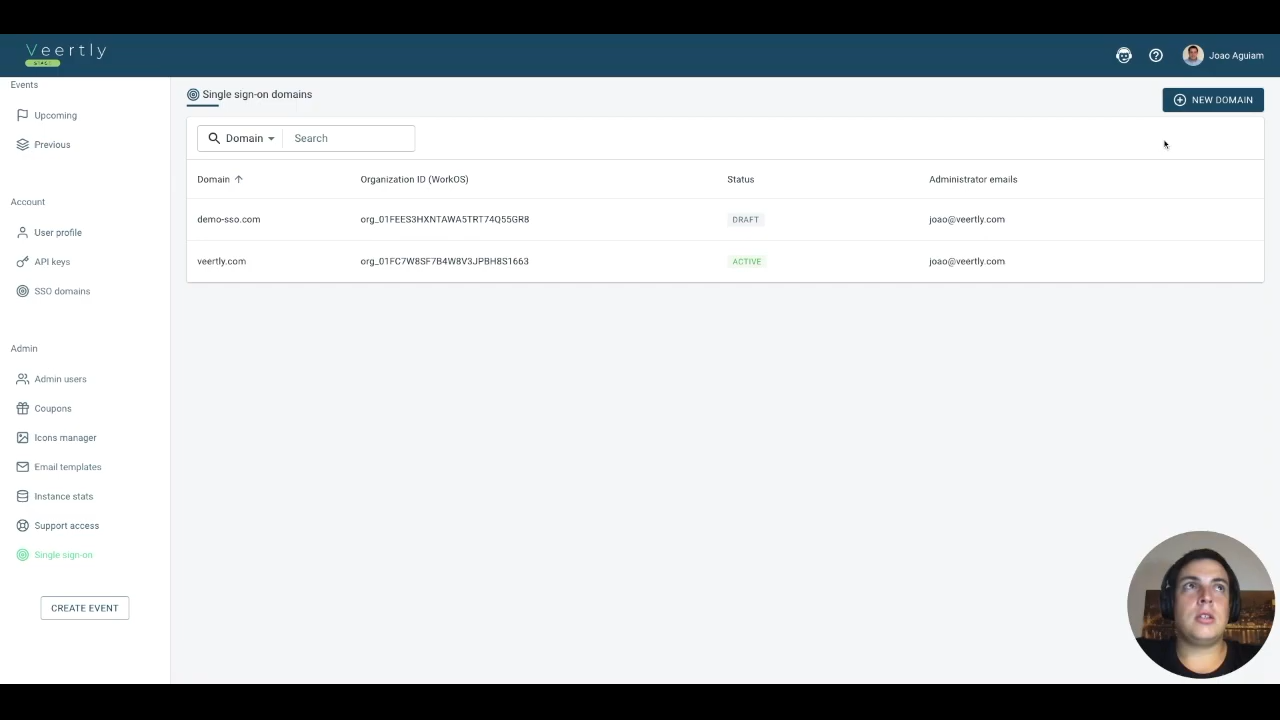 Veertly
STAGE
Joao Aguiam
Events
Upcoming
Previous
Account
User profile
API keys
SSO domains
Admin
Admin users
Coupons
Icons manager
Email templates
Instance stats
Support access
Single sign-on
CREATE EVENT
Single sign-on domains
NEW DOMAIN
Domain Search
Domain Organization ID (WorkOS) Status Administrator emails
demo-sso.com org_01FEES3HXNTAWA5TRT74Q55GR8 DRAFT joao@veertly.com
veertly.com org_01FC7W8SF7B4W8V3JPBH8S1663 ACTIVE joao@veertly.com